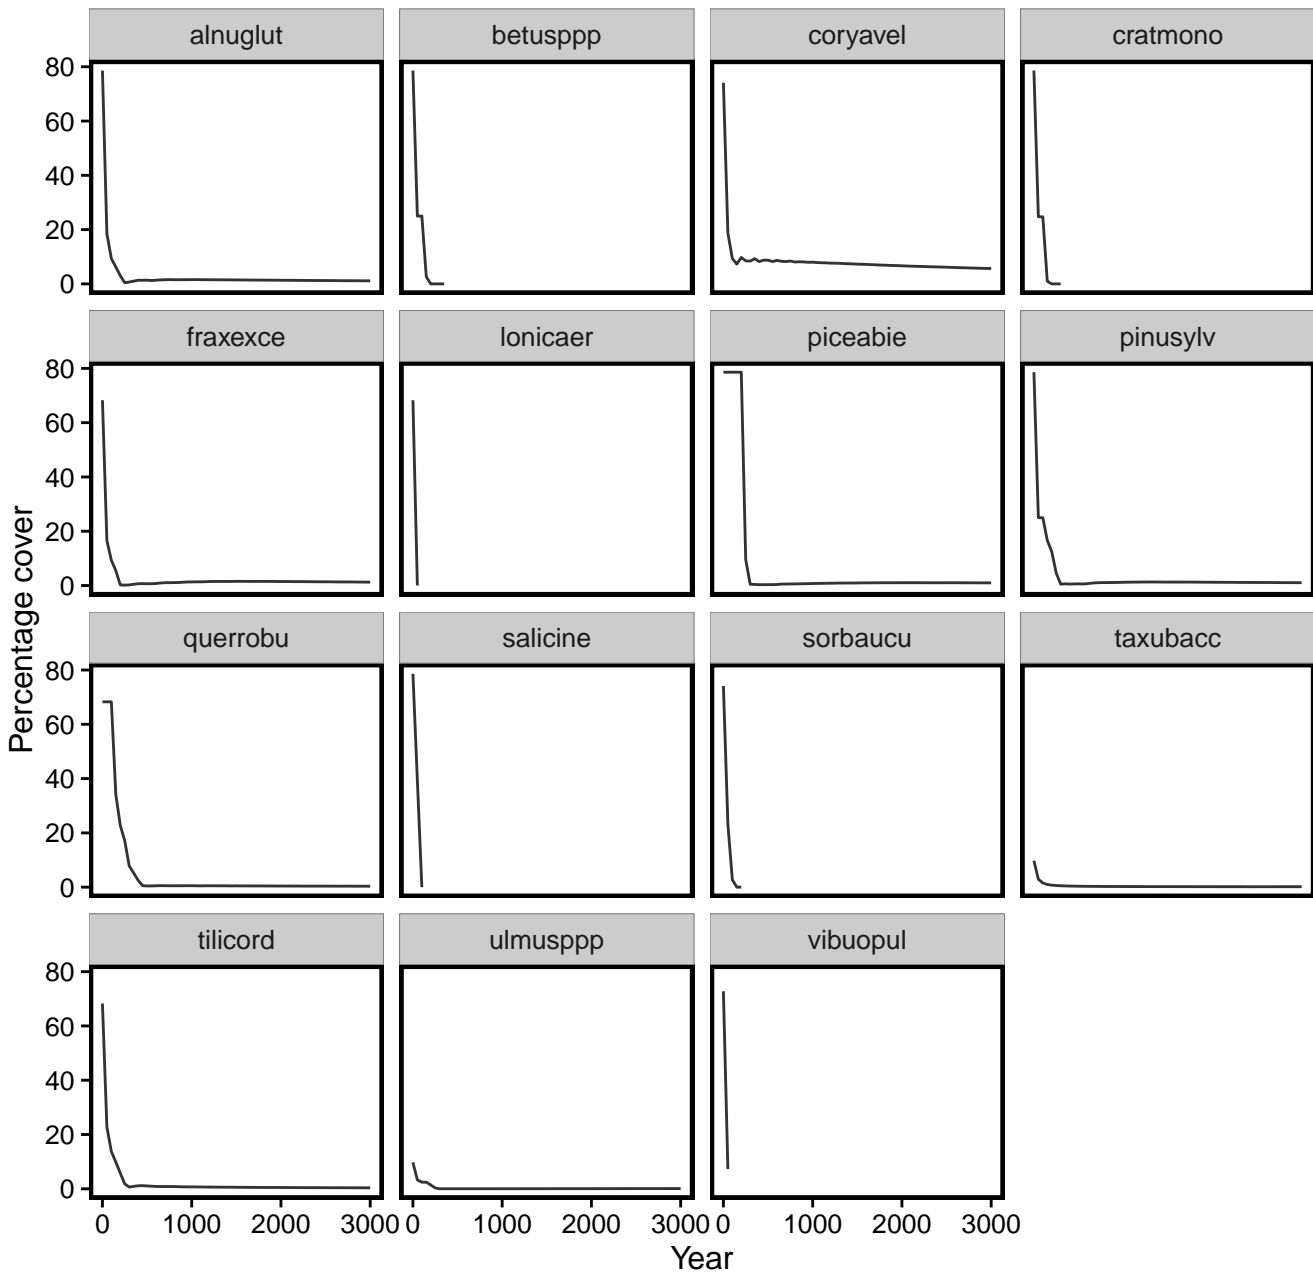 alnuglut betusppp coryavel cratmono
80
60
40
20
0
fraxexce lonicaer piceabie pinusylv
80
60
40
20
0
Percentage cover
querrobu salicine sorbaucu taxubacc
80
60
40
20
0
tilicord ulmusppp vibuopul
80
60
40
20
0
0 1000 2000 3000 0 1000 2000 3000 0 1000 2000 3000
Year